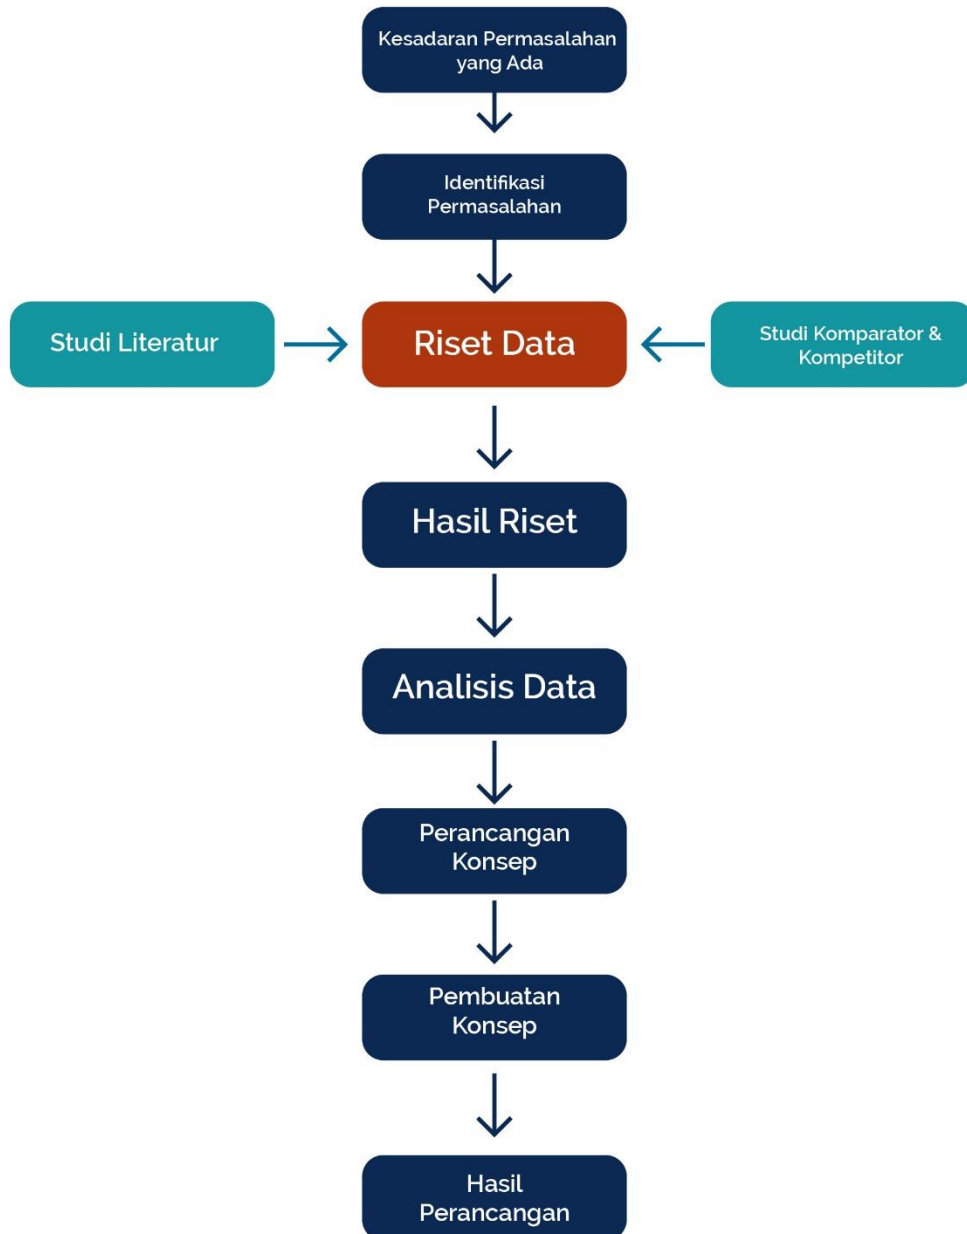 Kesadaran Permasalahan
yang Ada
Identifikasi
Permasalahan
Studi Literatur
Riset Data
Studi Komparator &
Kompetitor
Hasil Riset
Analisis Data
Perancangan
Konsep
Pembuatan
Konsep
Hasil
Perancangan